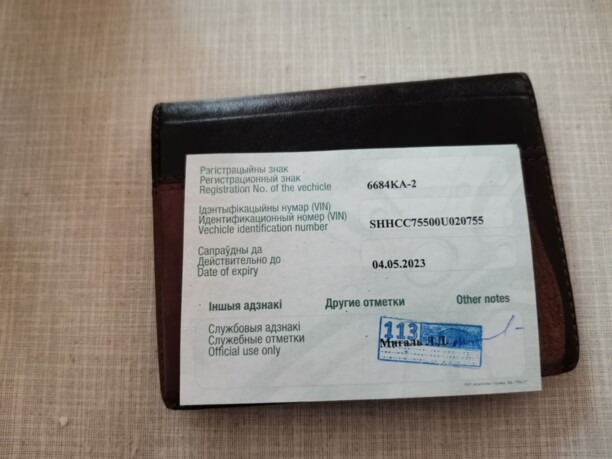 Рэгістрацыйны знак
Регистрационный знак
Registration No. of the vechicle
6684KA-2
Ідэнтыфікацыйны нумар (VIN)
Идентификационный номер (VIN)
Vechicle identification number
SHHCC75500U020755
Сапраўдны да
Действительно до
Date of expiry
04.05.2023
Іншыя адзнакі Другие отметки Other notes
Службовыя адзнакі
Служебные отметки
Official use only
113
Мигаль Л.Л.